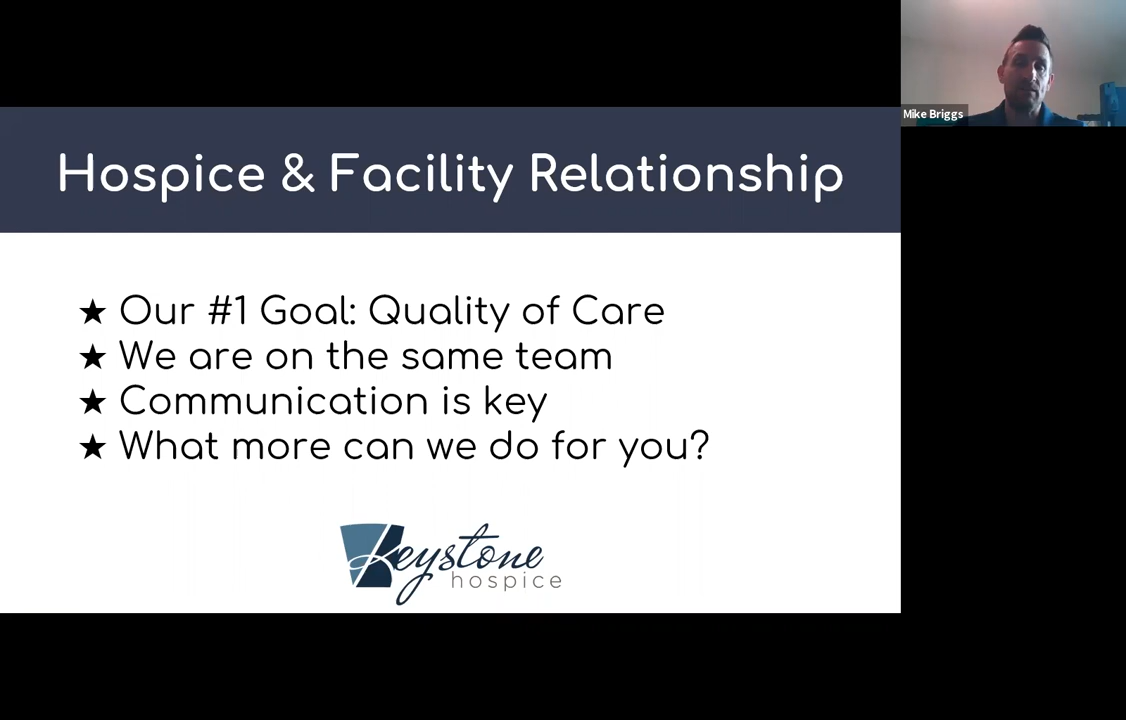 Mike Briggs
Hospice & Facility Relationship
★ Our #1 Goal: Quality of Care
★ We are on the same team
★ Communication is key
★ What more can we do for you?
Keystone
hospice